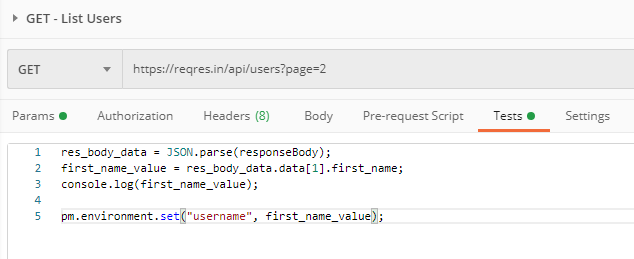 GET - List Users
GET https://reqres.in/api/users?page=2
Params Authorization Headers (8) Body Pre-request Script Tests Settings
1 res_body_data = JSON.parse(responseBody);
2 first_name_value = res_body_data.data[1].first_name;
3 console.log(first_name_value);
4
5 pm.environment.set("username", first_name_value);